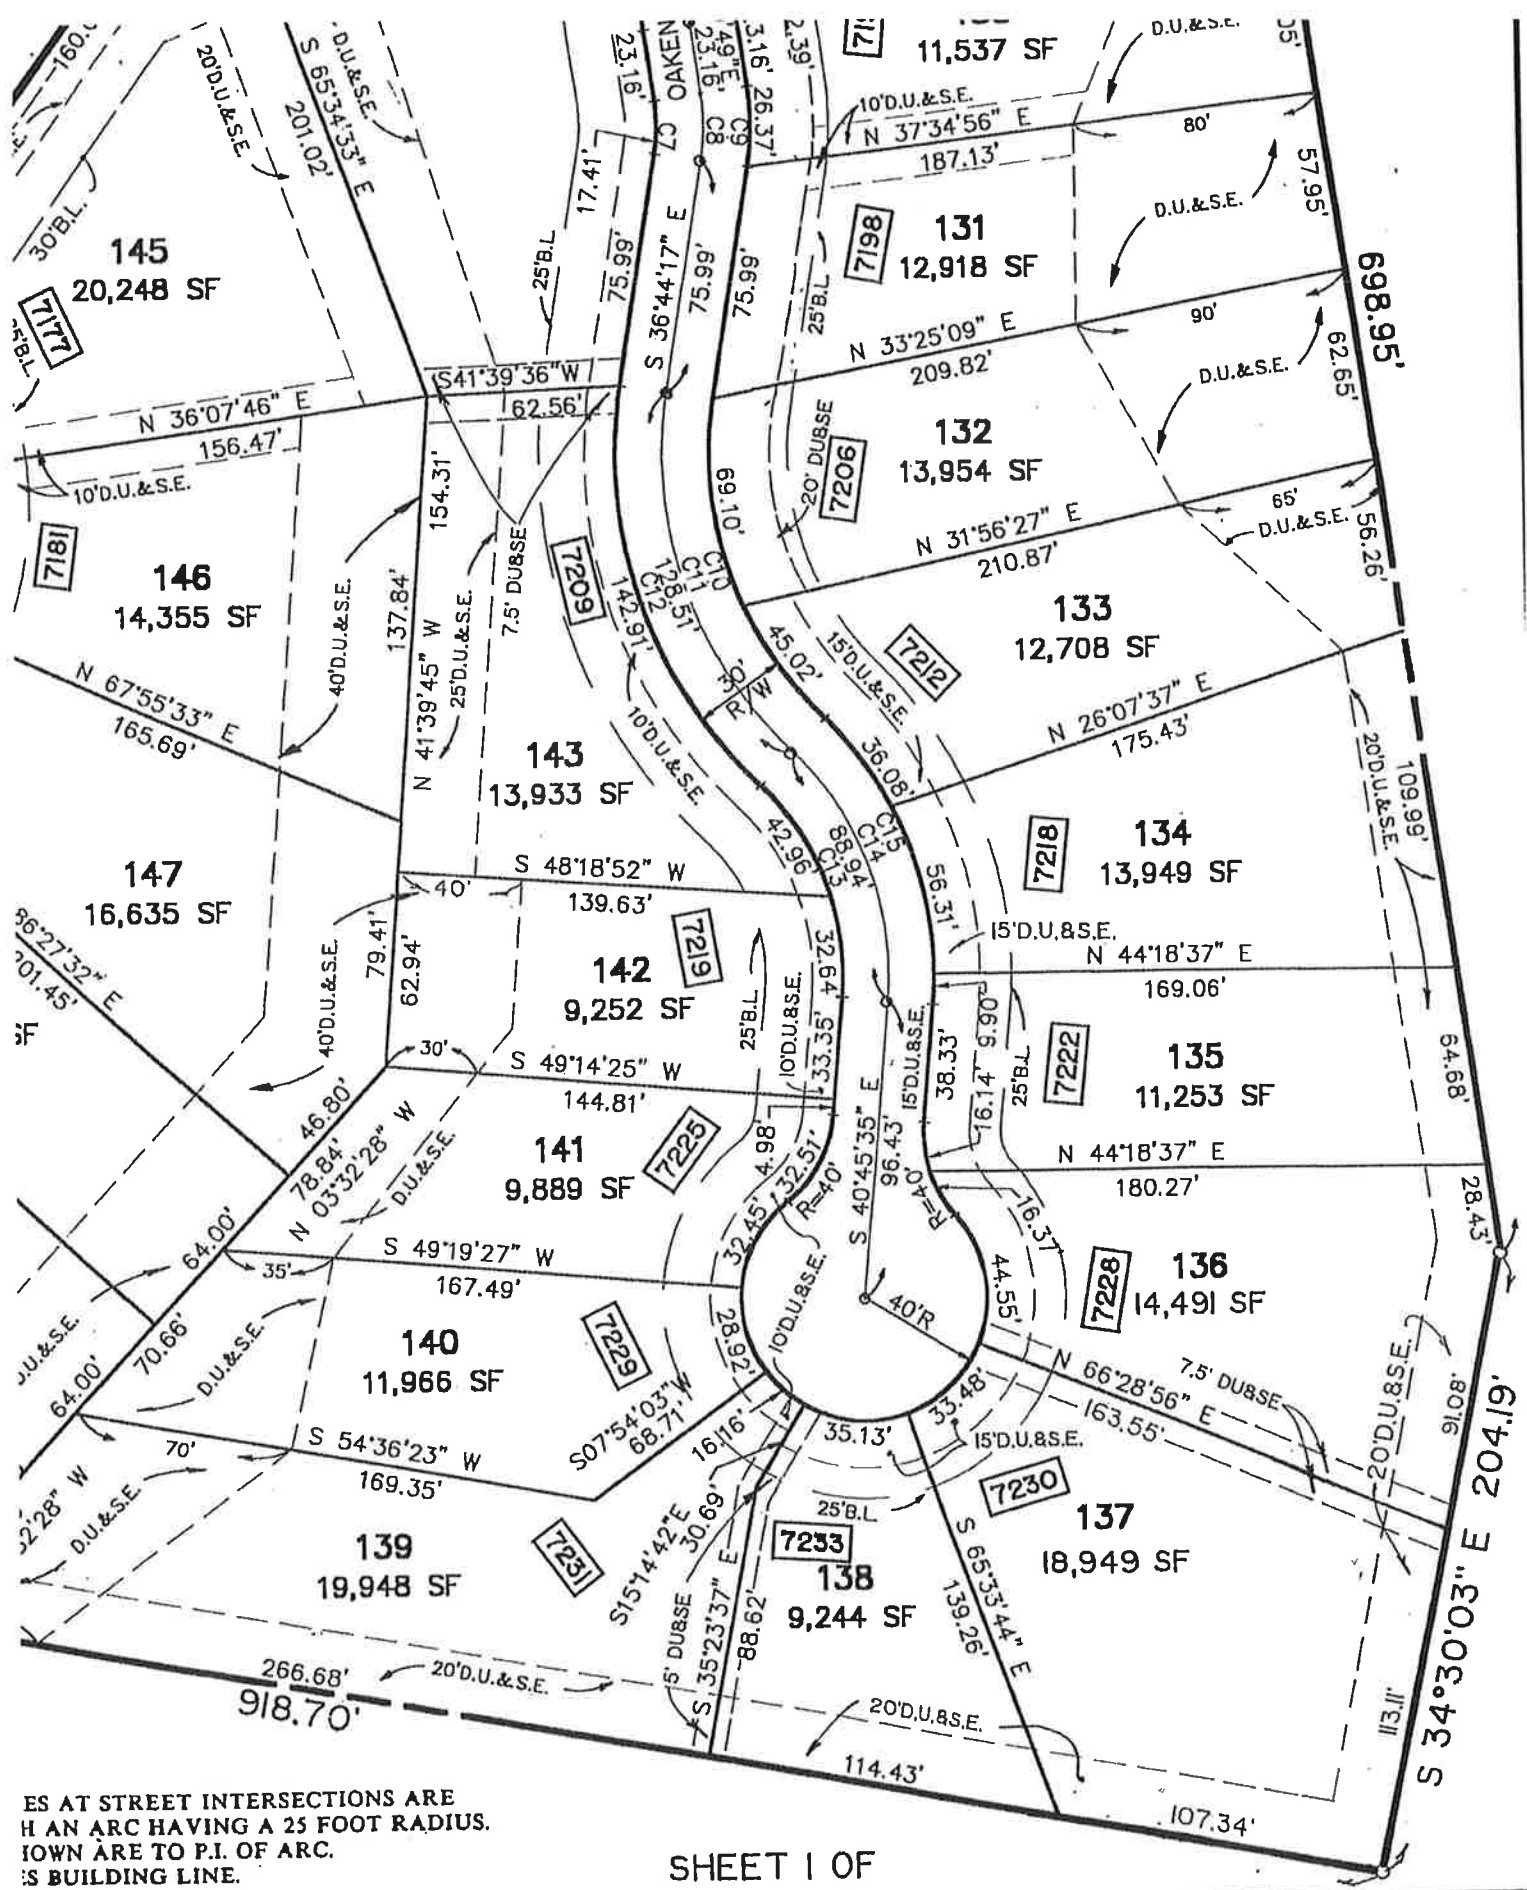 160.0
20'D.U.&S.E.
S 65°34'33" E
201.02'
D.U.&S.E.
23.16'
OAKEN
23.16'
'49"E
3.16'
26.37'
2.39'
11,537 SF
D.U.&S.E.
05'
C7
C8
C9
10'D.U.&S.E.
N 37°34'56" E
187.13'
80'
57.95'
30'B.L.
145
20,248 SF
7177
25'B.L
17.41'
75.99'
S 36°44'17" E
75.99'
75.99'
25'B.L
7198
131
12,918 SF
D.U.&S.E.
698.95'
S41°39'36"W
62.56'
N 33°25'09" E
209.82'
90'
D.U.&S.E.
62.65'
N 36°07'46" E
156.47'
10'D.U.&S.E.
154.31'
69.10'
20' DU&SE
7206
132
13,954 SF
N 31°56'27" E
210.87'
65'
D.U.&S.E.
56.26'
7181
146
14,355 SF
40'D.U.&S.E.
137.84'
N 41°39'45" W
25'D.U.&S.E.
7.5' DU&SE
7209
142.91'
C12
128.51'
C11
C10
45.02'
30'
R/W
15'D.U.&S.E.
7212
133
12,708 SF
N 26°07'37" E
175.43'
N 67°55'33" E
165.69'
143
13,933 SF
10'D.U.&S.E.
36.08'
20'D.U.&S.E.
109.99'
42.96'
C13
88.94'
C14
C15
7218
134
13,949 SF
147
16,635 SF
S 48°18'52" W
139.63'
40'
56.31'
15'D.U.&S.E.
N 44°18'37" E
169.06'
86°27'32" E
201.45'
SF
40'D.U.&S.E.
79.41'
62.94'
142
9,252 SF
7219
25'B.L
10'D.U.&S.E.
32.64
33.35'
15'D.U.&S.E.
38.33'
16.14'
9.90'
25'B.L
7222
135
11,253 SF
64.68'
30'
S 49°14'25" W
144.81'
46.80'
78.84'
N 03°32'28" W
D.U.&S.E.
141
9,889 SF
7225
4.98'
32.51'
R=40'
S 40°45'35" E
96.43'
R=40'
16.37'
N 44°18'37" E
180.27'
28.43'
64.00'
35'
S 49°19'27" W
167.49'
32.45'
10'D.U.&S.E.
40'R
44.55'
7228
136
14,491 SF
D.U.&S.E.
70.66'
64.00'
D.U.&S.E.
140
11,966 SF
7229
28.92'
S07°54'03"W
68.71'
16.16'
35.13'
33.48'
15'D.U.&S.E.
N 66°28'56" E
163.55'
7.5' DU&SE
20'D.U.&S.E.
91.08'
S 34°30'03" E 204.19'
70'
S 54°36'23" W
169.35'
D.U.&S.E.
139
19,948 SF
7231
S15°14'42"E
30.69'
25'B.L
7230
7233
138
9,244 SF
137
18,949 SF
S 65°33'44" E
139.26'
5' DU&SE
S 35°23'37" E
88.62'
113.11'
266.68'
918.70'
20'D.U.&S.E.
20'D.U.&S.E.
114.43'
107.34'
ES AT STREET INTERSECTIONS ARE
H AN ARC HAVING A 25 FOOT RADIUS.
HOWN ARE TO P.I. OF ARC.
ES BUILDING LINE.
SHEET 1 OF